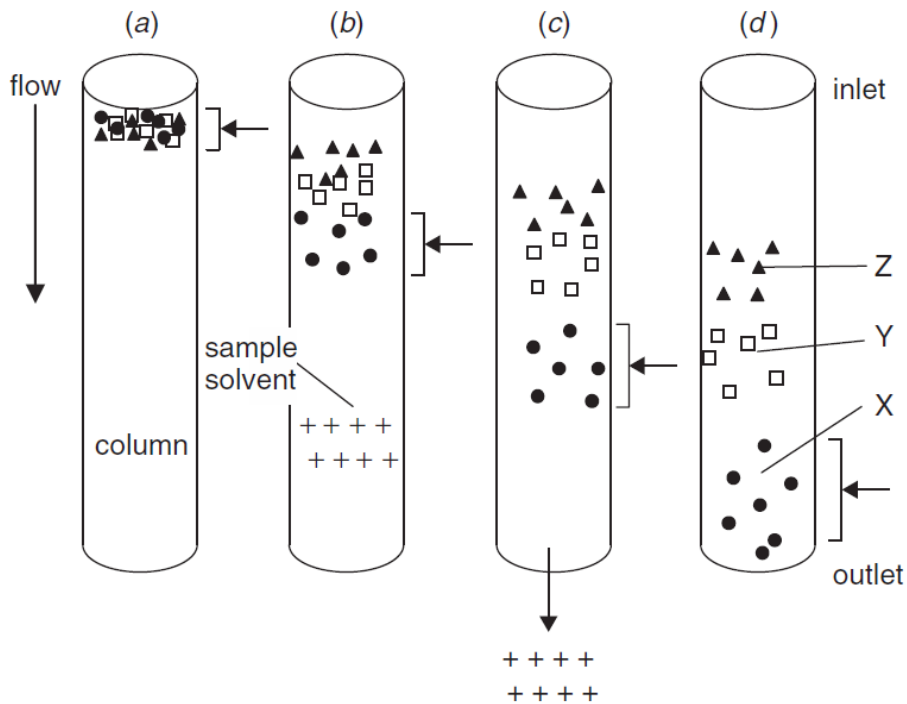 (a) (b) (c) (d)
flow
inlet
Z
sample
solvent
Y
X
+ + + +
column
+ + + +
outlet
+ + + +
+ + + +